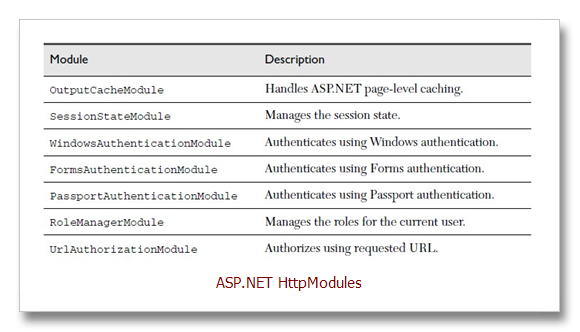 Module Description
OutputCacheModule Handles ASP.NET page-level caching.
SessionStateModule Manages the session state.
WindowsAuthenticationModule Authenticates using Windows authentication.
FormsAuthenticationModule Authenticates using Forms authentication.
PassportAuthenticationModule Authenticates using Passport authentication.
RoleManagerModule Manages the roles for the current user.
UrlAuthorizationModule Authorizes using requested URL.
ASP.NET HttpModules